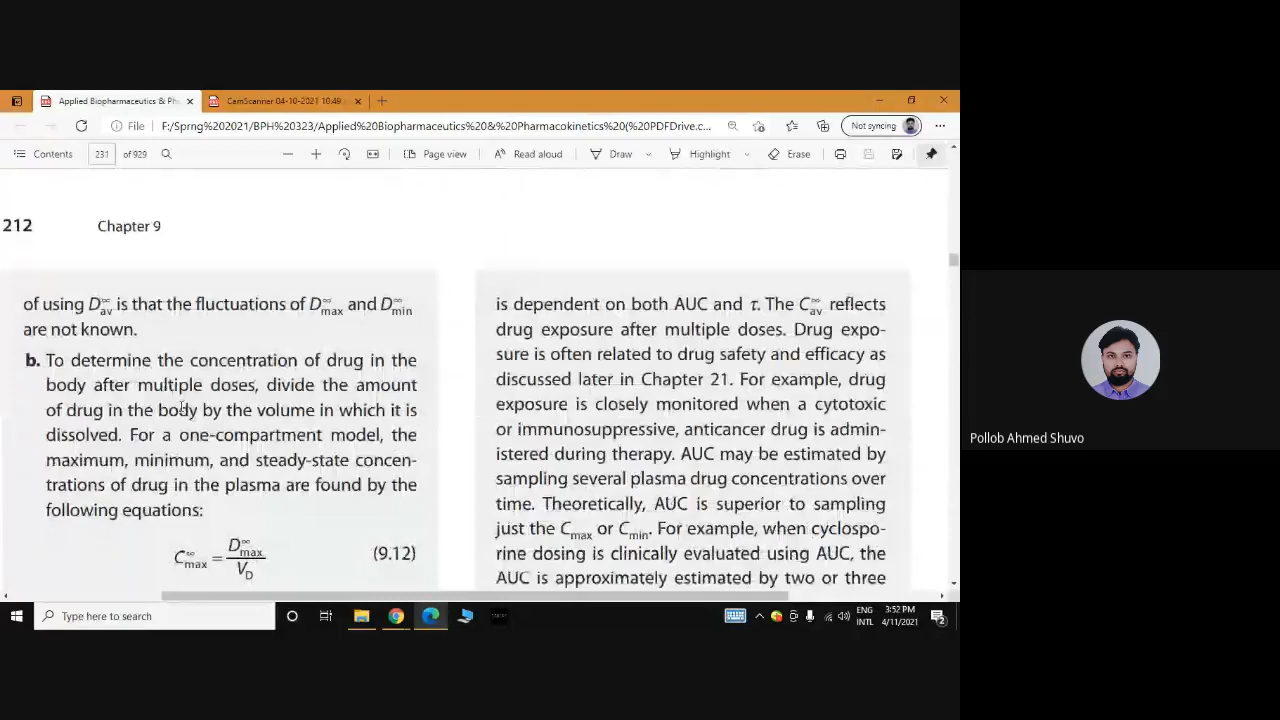 Applied Biopharmaceutics & Ph
CamScanner 04-10-2021 10:49
File F:/Sprng%202021/BPH%20323/Applied%20Biopharmaceutics%20&%20Pharmacokinetics%20(%20PDFDrive.c... Not syncing
Contents 231 of 929 Page view Read aloud Draw Highlight Erase
212 Chapter 9
of using D∞av is that the fluctuations of D∞max and D∞min
are not known.
b. To determine the concentration of drug in the
body after multiple doses, divide the amount
of drug in the body by the volume in which it is
dissolved. For a one-compartment model, the
maximum, minimum, and steady-state concen-
trations of drug in the plasma are found by the
following equations:
C∞max = D∞max / VD (9.12)
is dependent on both AUC and τ. The C∞av reflects
drug exposure after multiple doses. Drug expo-
sure is often related to drug safety and efficacy as
discussed later in Chapter 21. For example, drug
exposure is closely monitored when a cytotoxic
or immunosuppressive, anticancer drug is admin-
istered during therapy. AUC may be estimated by
sampling several plasma drug concentrations over
time. Theoretically, AUC is superior to sampling
just the Cmax or Cmin. For example, when cyclospo-
rine dosing is clinically evaluated using AUC, the
AUC is approximately estimated by two or three
Pollob Ahmed Shuvo
Type here to search
ENG
INTL
3:52 PM
4/11/2021
2